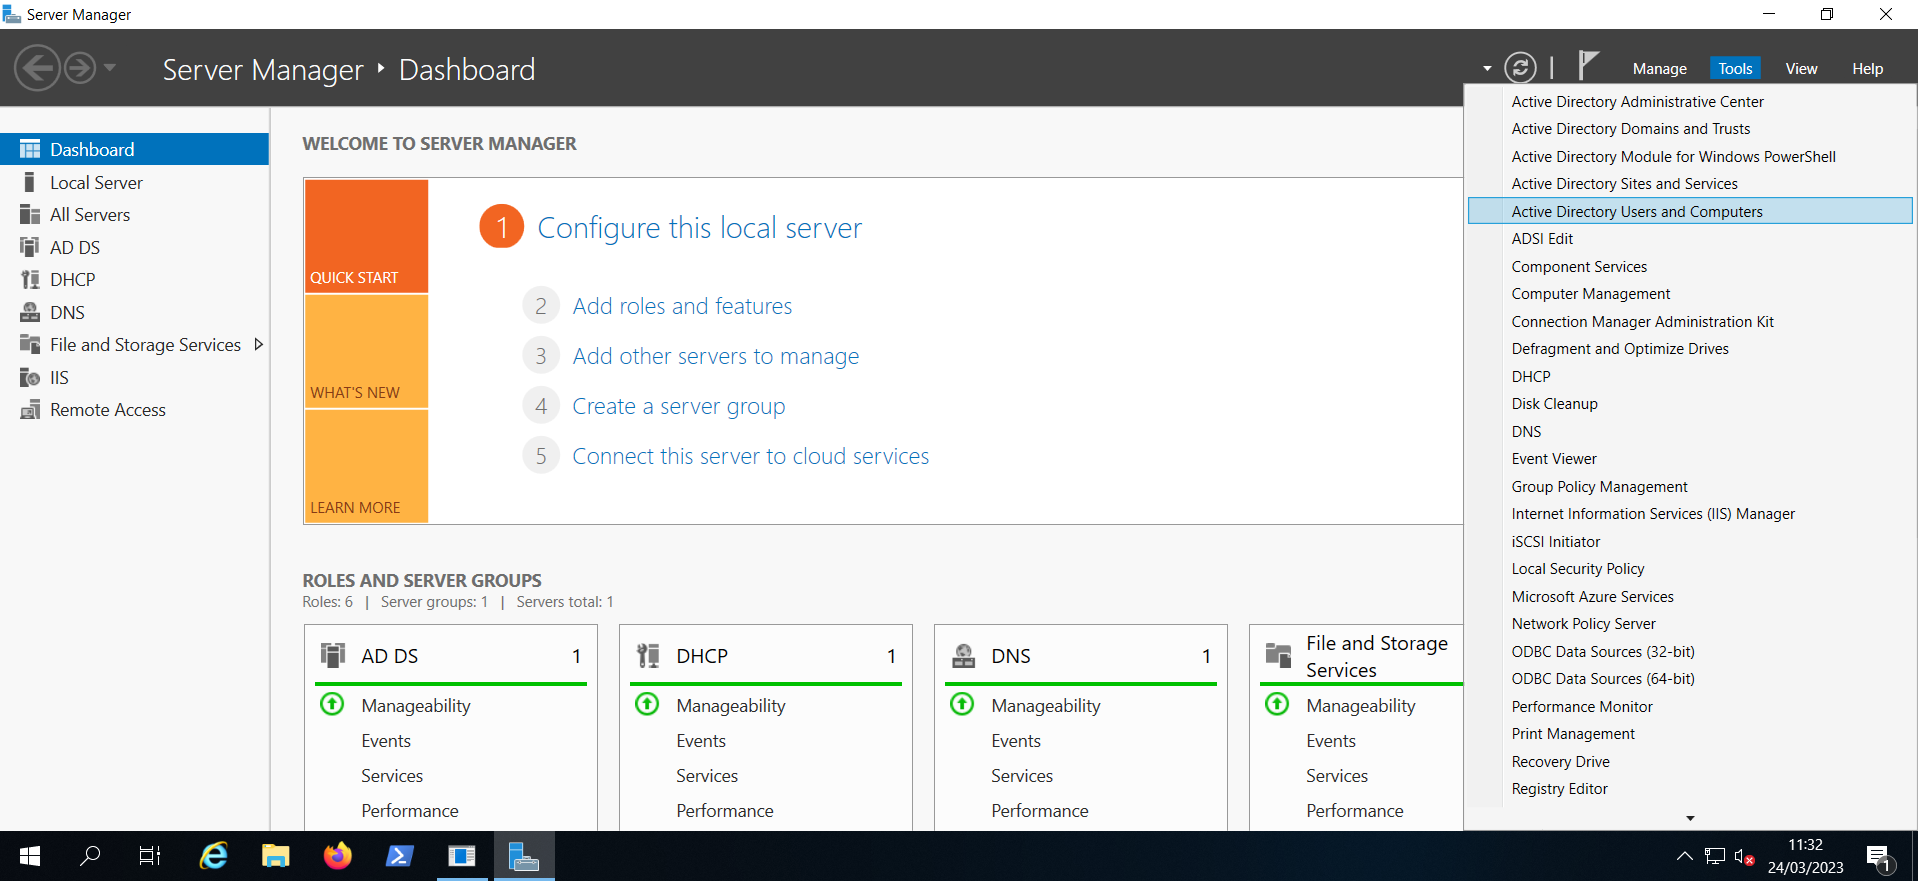 Server Manager
Server Manager ‣ Dashboard
Manage
Tools
View
Help
Dashboard
Local Server
All Servers
AD DS
DHCP
DNS
File and Storage Services
IIS
Remote Access
WELCOME TO SERVER MANAGER
QUICK START
WHAT'S NEW
LEARN MORE
1 Configure this local server
2 Add roles and features
3 Add other servers to manage
4 Create a server group
5 Connect this server to cloud services
ROLES AND SERVER GROUPS
Roles: 6 | Server groups: 1 | Servers total: 1
AD DS 1
Manageability
Events
Services
Performance
DHCP 1
Manageability
Events
Services
Performance
DNS 1
Manageability
Events
Services
Performance
File and Storage
Services
Manageability
Events
Services
Performance
Active Directory Administrative Center
Active Directory Domains and Trusts
Active Directory Module for Windows PowerShell
Active Directory Sites and Services
Active Directory Users and Computers
ADSI Edit
Component Services
Computer Management
Connection Manager Administration Kit
Defragment and Optimize Drives
DHCP
Disk Cleanup
DNS
Event Viewer
Group Policy Management
Internet Information Services (IIS) Manager
iSCSI Initiator
Local Security Policy
Microsoft Azure Services
Network Policy Server
ODBC Data Sources (32-bit)
ODBC Data Sources (64-bit)
Performance Monitor
Print Management
Recovery Drive
Registry Editor
11:32
24/03/2023
1